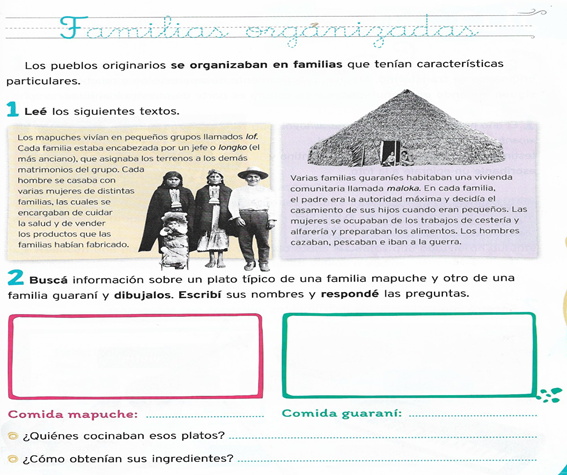 Familias organizadas
Los pueblos originarios se organizaban en familias que tenían características
particulares.
1 Leé los siguientes textos.
Los mapuches vivían en pequeños grupos llamados lof.
Cada familia estaba encabezada por un jefe o longko (el
más anciano), que asignaba los terrenos a los demás
matrimonios del grupo. Cada
hombre se casaba con
varias mujeres de distintas
familias, las cuales se
encargaban de cuidar
la salud y de vender
los productos que las
familias habían fabricado.
Varias familias guaraníes habitaban una vivienda
comunitaria llamada maloka. En cada familia,
el padre era la autoridad máxima y decidía el
casamiento de sus hijos cuando eran pequeños. Las
mujeres se ocupaban de los trabajos de cestería y
alfarería y preparaban los alimentos. Los hombres
cazaban, pescaban e iban a la guerra.
2 Buscá información sobre un plato típico de una familia mapuche y otro de una
familia guaraní y dibujalos. Escribí sus nombres y respondé las preguntas.
Comida mapuche:
Comida guaraní:
¿Quiénes cocinaban esos platos?
¿Cómo obtenían sus ingredientes?